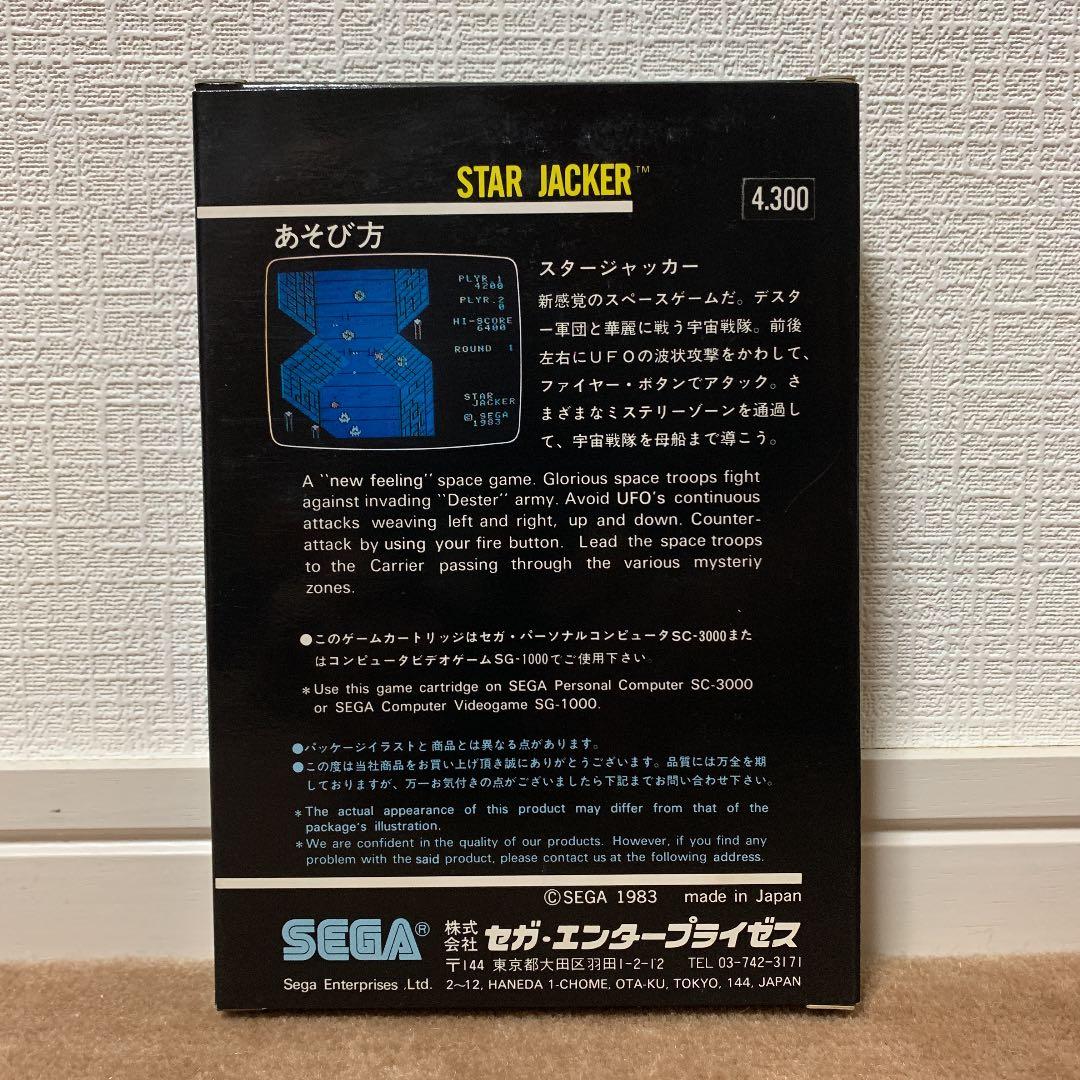 STAR JACKER™
4.300
あそび方
PLYR.1
4200
PLYR.2
0
HI-SCORE
6400
ROUND 1
STAR
JACKER
© SEGA
1983
スタージャッカー
新感覚のスペースゲームだ。デスタ
ー軍団と華麗に戦う宇宙戦隊。前後
左右にUFOの波状攻撃をかわして、
ファイヤー・ボタンでアタック。さ
まざまなミステリーゾーンを通過し
て、宇宙戦隊を母船まで導こう。
A "new feeling" space game. Glorious space troops fight
against invading "Dester" army. Avoid UFO's continuous
attacks weaving left and right, up and down. Counter-
attack by using your fire button. Lead the space troops
to the Carrier passing through the various mysteriy
zones.
●このゲームカートリッジはセガ・パーソナルコンピュータSC-3000また
はコンピュータビデオゲームSG-1000でご使用下さい。
*Use this game cartridge on SEGA Personal Computer SC-3000
or SEGA Computer Videogame SG-1000.
●パッケージイラストと商品とは異なる点があります。
●この度は当社商品をお買い上げ頂き誠にありがとうございます。品質には万全を期
しておりますが、万一お気付きの点がございましたら下記までお問い合わせ下さい。
*The actual appearance of this product may differ from that of the
package's illustration.
*We are confident in the quality of our products. However, if you find any
problem with the said product, please contact us at the following address.
©SEGA 1983 made in Japan
SEGA® 株式会社 セガ・エンタープライゼス
〒144 東京都大田区羽田1-2-12 TEL 03-742-3171
Sega Enterprises ,Ltd. 2~12, HANEDA 1-CHOME, OTA-KU, TOKYO, 144, JAPAN